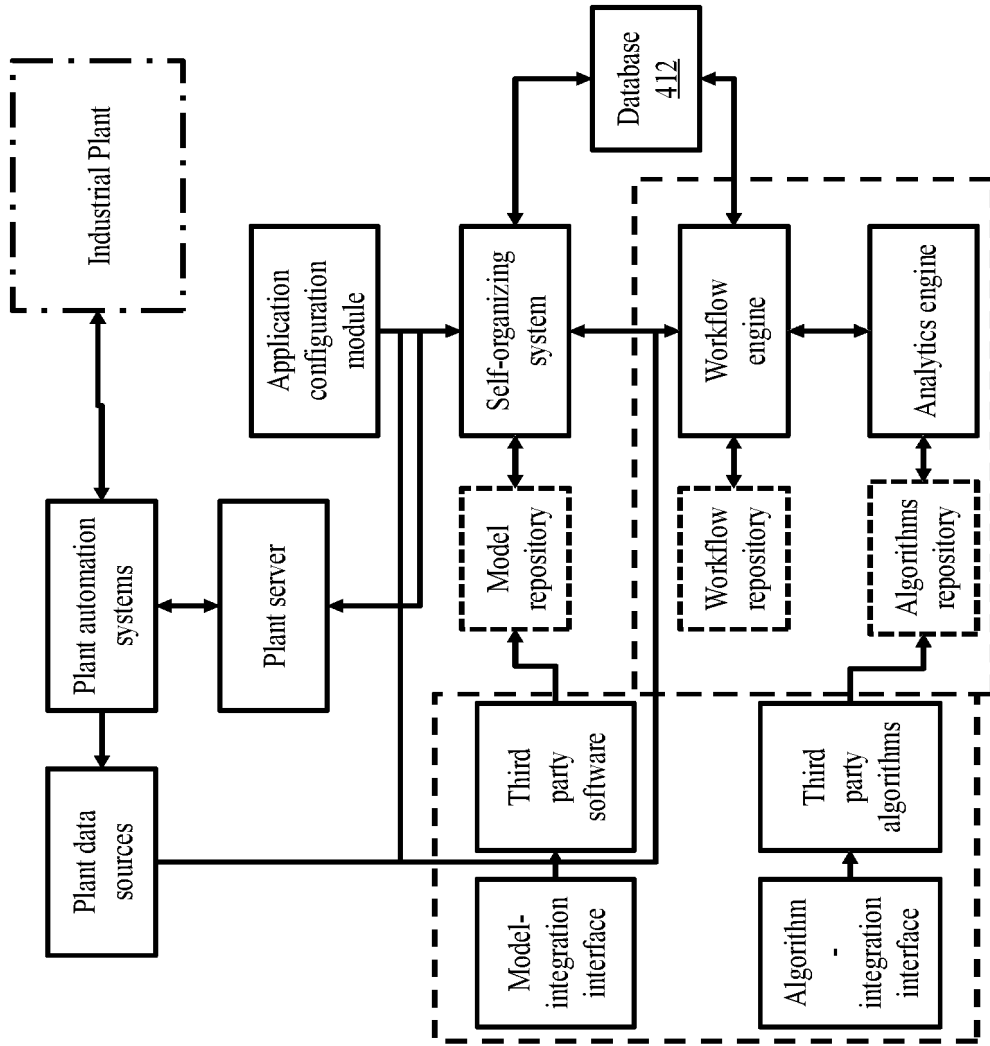 Industrial Plant
Plant automation
systems
Plant data
sources
Application
configuration
module
Plant server
Database
412
Self-organizing
system
Model
repository
Third
party
software
Model-
integration
interface
Workflow
engine
Workflow
repository
Analytics engine
Algorithms
repository
Third
party
algorithms
Algorithm
-
integration
interface